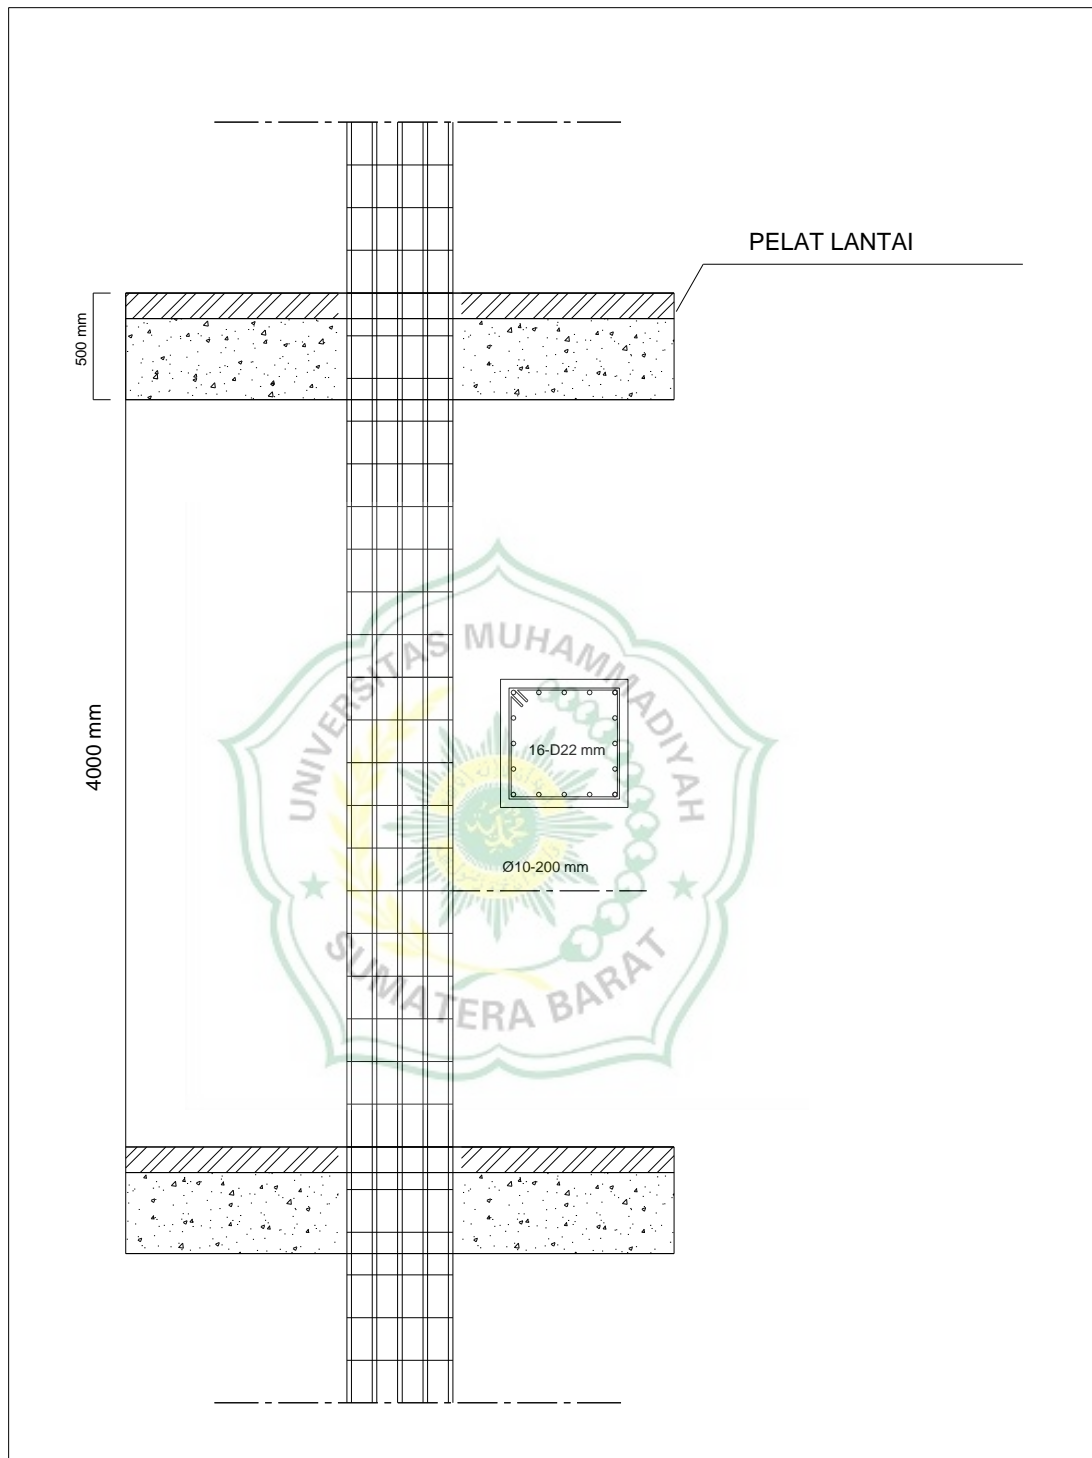 PELAT LANTAI
500 mm
4000 mm
UNIVERSITAS MUHAMMADIYAH
16-D22 mm
Ø10-200 mm
SUMATERA BARAT